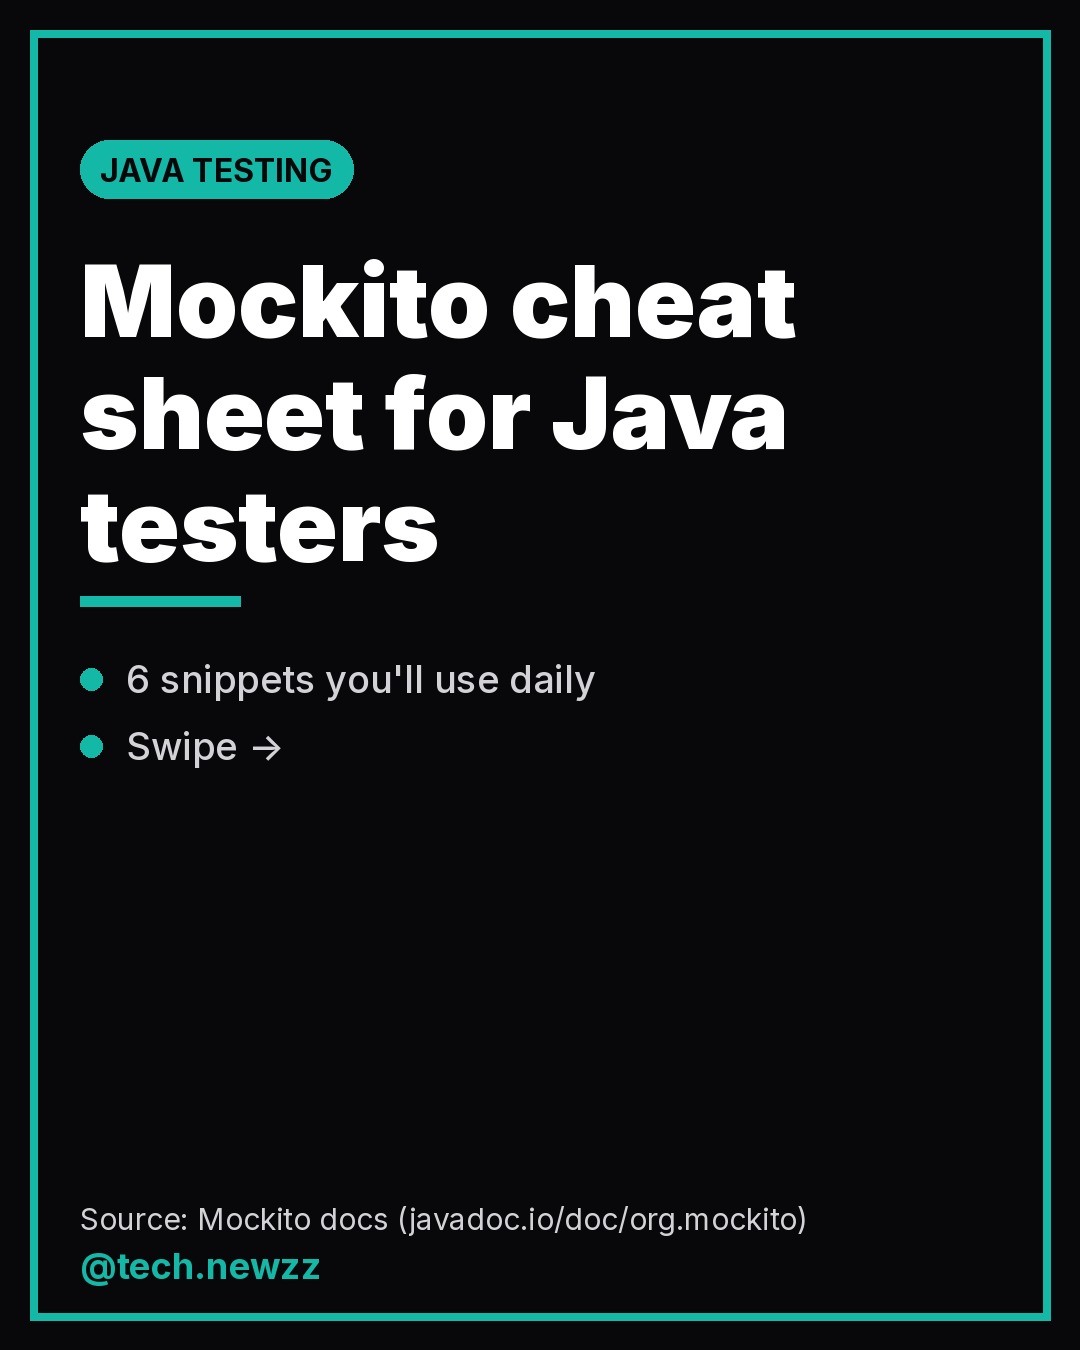 JAVA TESTING
Mockito cheat
sheet for Java
testers
6 snippets you'll use daily
Swipe →
Source: Mockito docs (javadoc.io/doc/org.mockito)
@tech.newzz